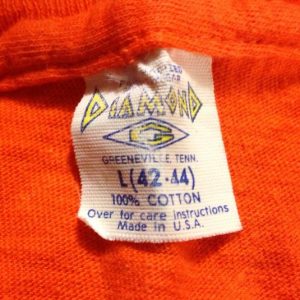 DIAMOND
G
GREENEVILLE, TENN.
L (42-44)
100% COTTON
Over for care instructions
Made in U.S.A.